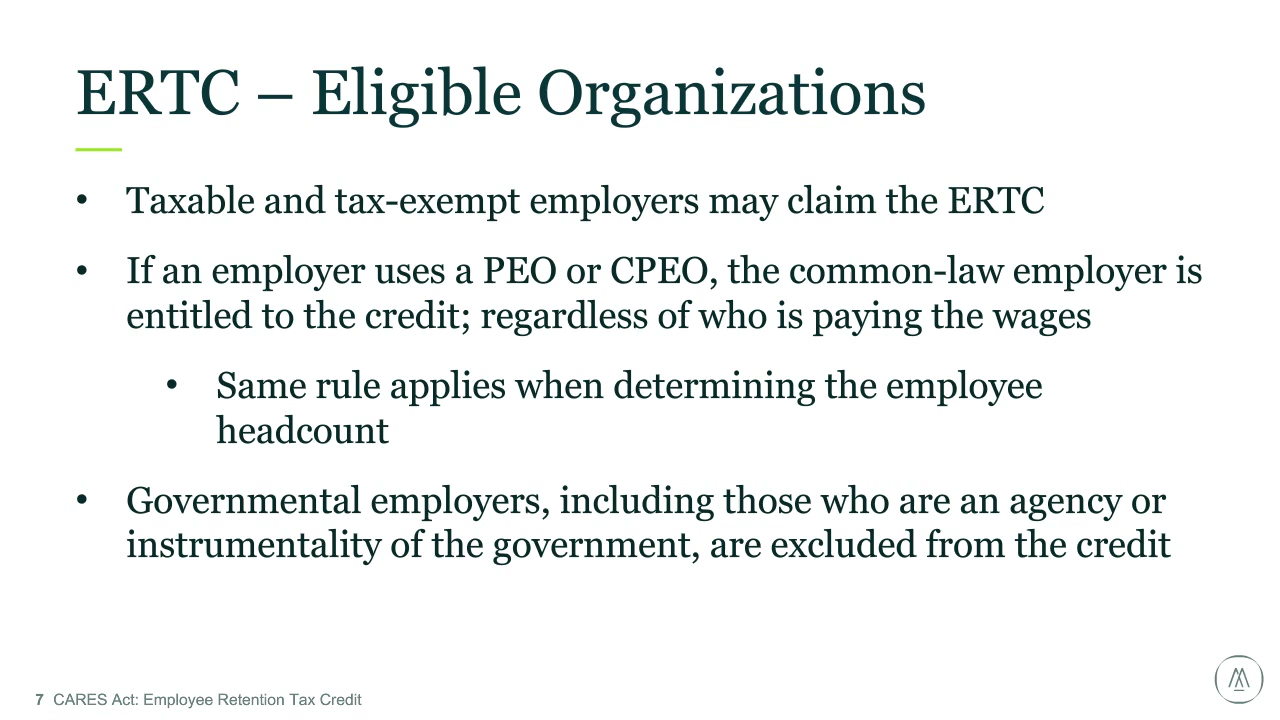 ERTC – Eligible Organizations
• Taxable and tax-exempt employers may claim the ERTC
• If an employer uses a PEO or CPEO, the common-law employer is
entitled to the credit; regardless of who is paying the wages
• Same rule applies when determining the employee
headcount
• Governmental employers, including those who are an agency or
instrumentality of the government, are excluded from the credit
7 CARES Act: Employee Retention Tax Credit